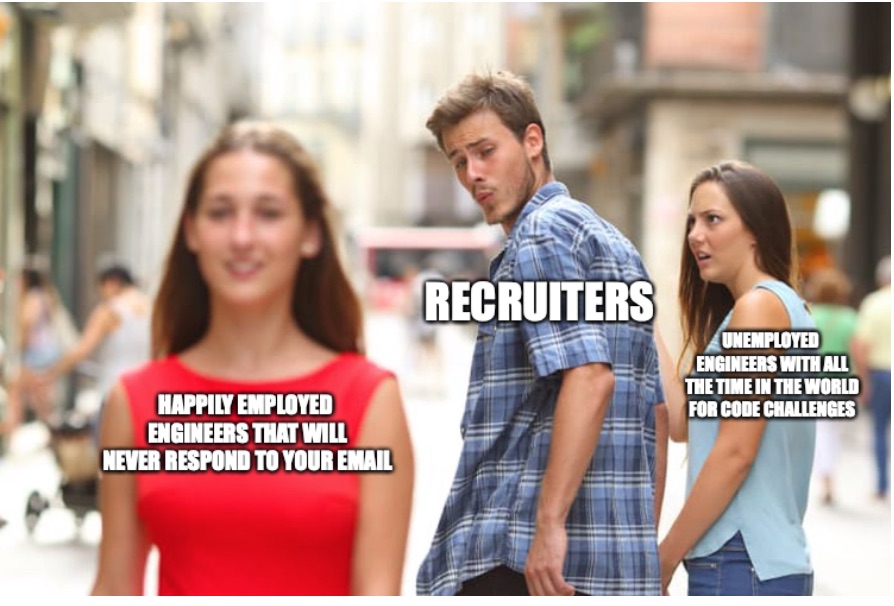 HAPPILY EMPLOYED
ENGINEERS THAT WILL
NEVER RESPOND TO YOUR EMAIL
RECRUITERS
UNEMPLOYED
ENGINEERS WITH ALL
THE TIME IN THE WORLD
FOR CODE CHALLENGES